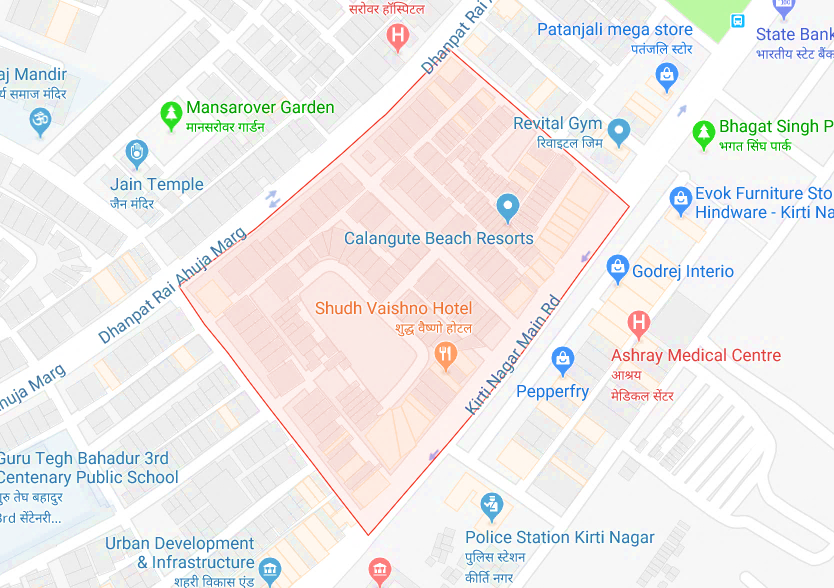 सरोवर हॉस्पिटल
Dhanpat Rai
Patanjali mega store
पतंजलि स्टोर
State Bank
भारतीय स्टेट बैंक
aj Mandir
र्य समाज मंदिर
Mansarover Garden
मानसरोवर गार्डन
Revital Gym
रिवाइटल जिम
Bhagat Singh P
भगत सिंघ पार्क
Jain Temple
जैन मंदिर
Evok Furniture Sto
Hindware - Kirti Na
Calangute Beach Resorts
Dhanpat Rai Ahuja Marg
Godrej Interio
Shudh Vaishno Hotel
शुद्ध वैष्णो होटल
Kirti Nagar Main Rd
Ashray Medical Centre
आश्रय
मेडिकल सेंटर
Pepperfry
huja Marg
Guru Tegh Bahadur 3rd
Centenary Public School
गुरु तेघ बहादुर
3rd सेंटेनरी...
Police Station Kirti Nagar
पुलिस स्टेशन
कीर्ति नगर
Urban Development
& Infrastructure
शहरी विकास एंड